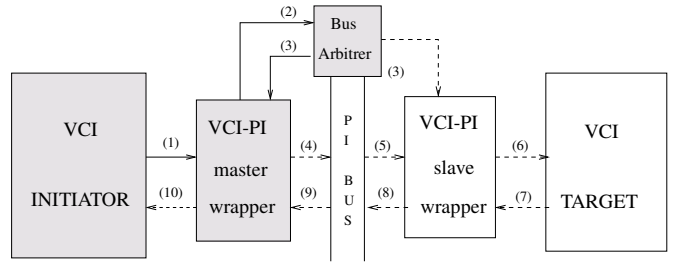 (2)
Bus
Arbitrer
(3)
(3)
VCI
INITIATOR
(1)
(10)
VCI-PI
master
wrapper
(4)
(9)
P
I
B
U
S
(5)
(8)
VCI-PI
slave
wrapper
(6)
(7)
VCI
TARGET